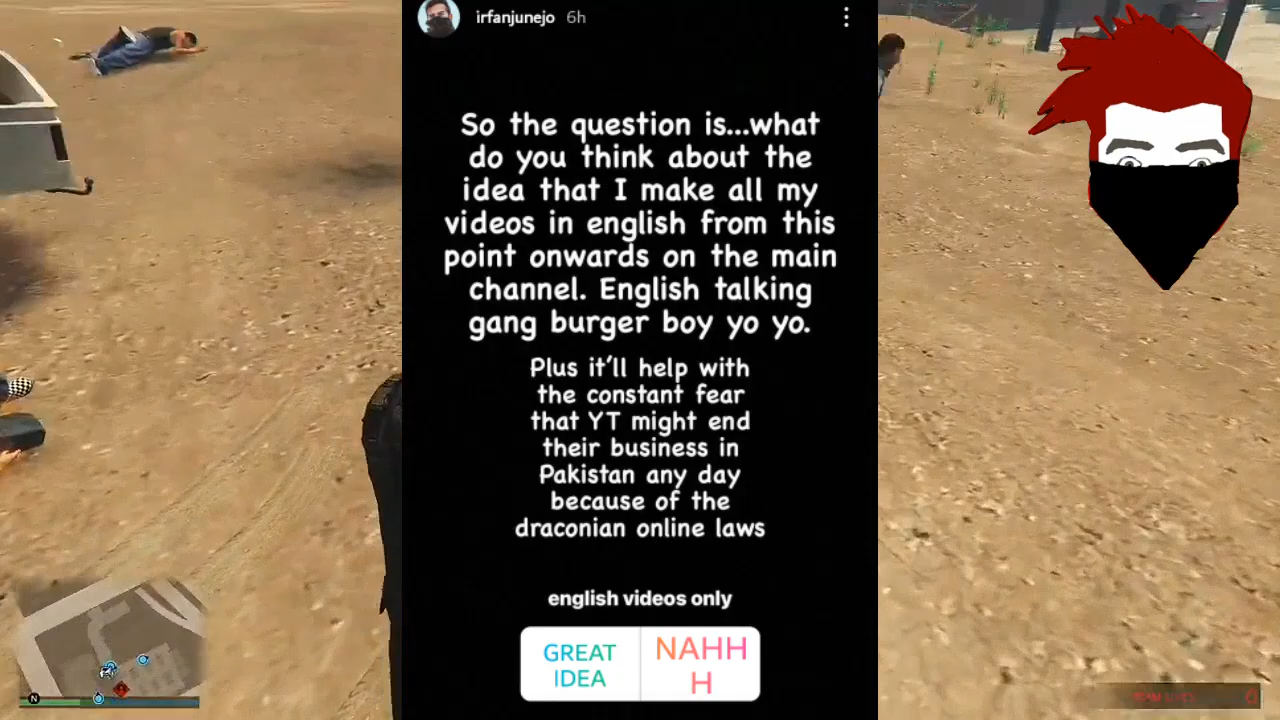 irfanjunejo 6h
So the question is...what
do you think about the
idea that I make all my
videos in english from this
point onwards on the main
channel. English talking
gang burger boy yo yo.
Plus it'll help with
the constant fear
that YT might end
their business in
Pakistan any day
because of the
draconian online laws
english videos only
GREAT
IDEA
NAHH
H
N
TEAM LIVES 0